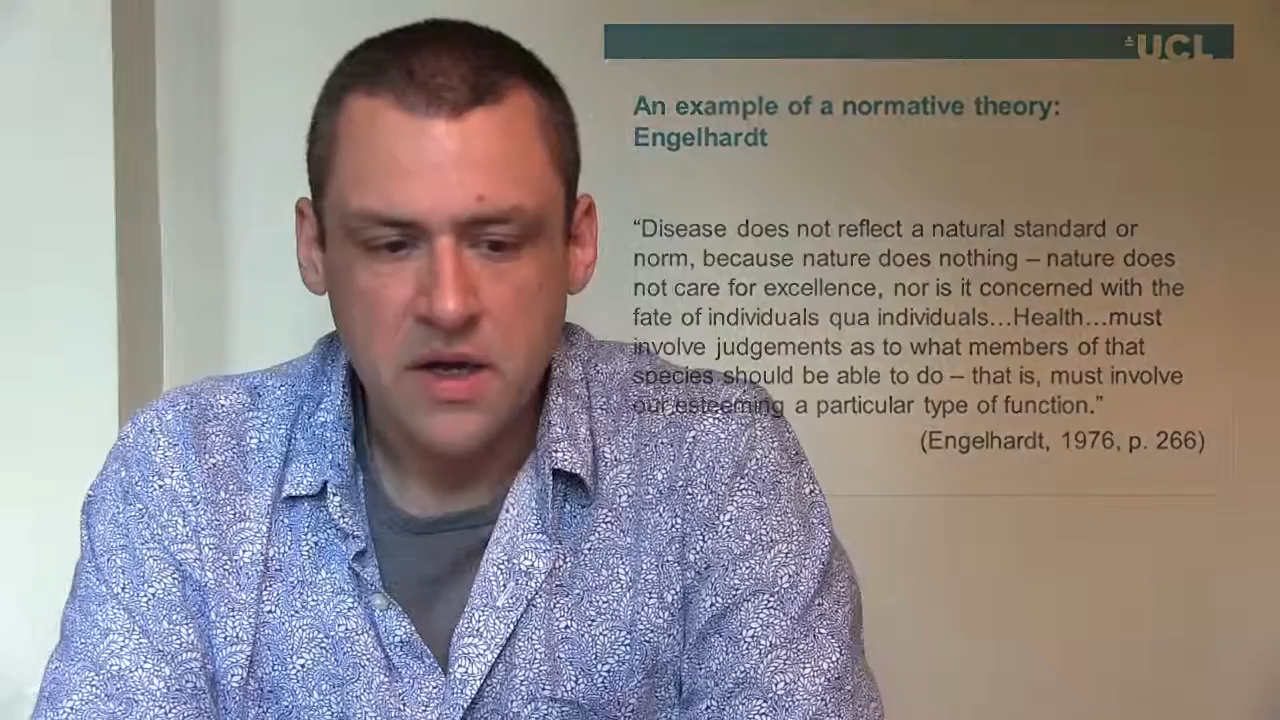 UCL
An example of a normative theory:
Engelhardt
“Disease does not reflect a natural standard or
norm, because nature does nothing – nature does
not care for excellence, nor is it concerned with the
fate of individuals qua individuals…Health…must
involve judgements as to what members of that
species should be able to do – that is, must involve
our esteeming a particular type of function.”
(Engelhardt, 1976, p. 266)